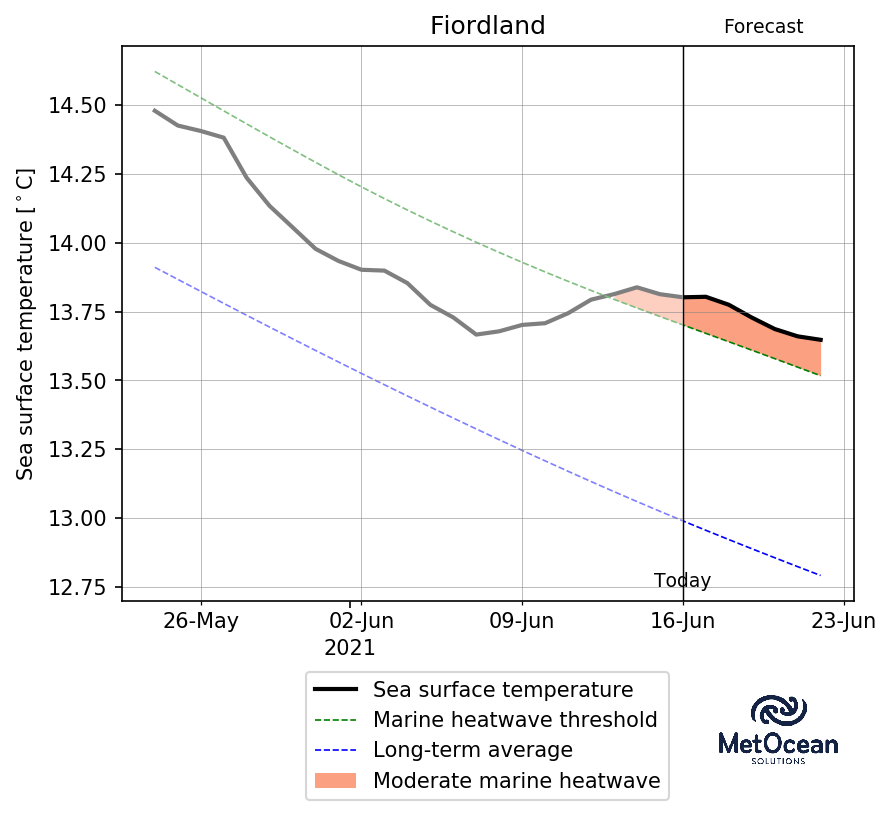 Fiordland
Forecast
Sea surface temperature [°C]
14.50
14.25
14.00
13.75
13.50
13.25
13.00
12.75
Today
26-May 02-Jun 09-Jun 16-Jun 23-Jun
2021
Sea surface temperature
Marine heatwave threshold
Long-term average
Moderate marine heatwave
MetOcean
SOLUTIONS